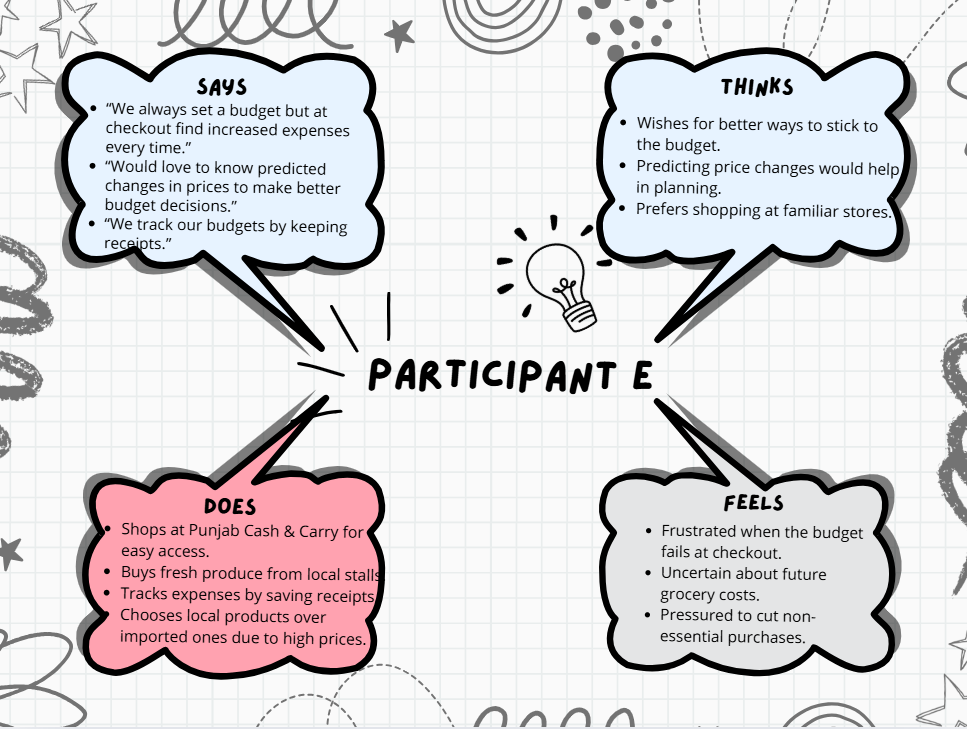 SAYS
• “We always set a budget but at
checkout find increased expenses
every time.”
• “Would love to know predicted
changes in prices to make better
budget decisions.”
• “We track our budgets by keeping
receipts.”
THINKS
• Wishes for better ways to stick to
the budget.
• Predicting price changes would help
in planning.
• Prefers shopping at familiar stores.
PARTICIPANT E
DOES
• Shops at Punjab Cash & Carry for
easy access.
• Buys fresh produce from local stalls
• Tracks expenses by saving receipts
• Chooses local products over
imported ones due to high prices.
FEELS
• Frustrated when the budget
fails at checkout.
• Uncertain about future
grocery costs.
• Pressured to cut non-
essential purchases.